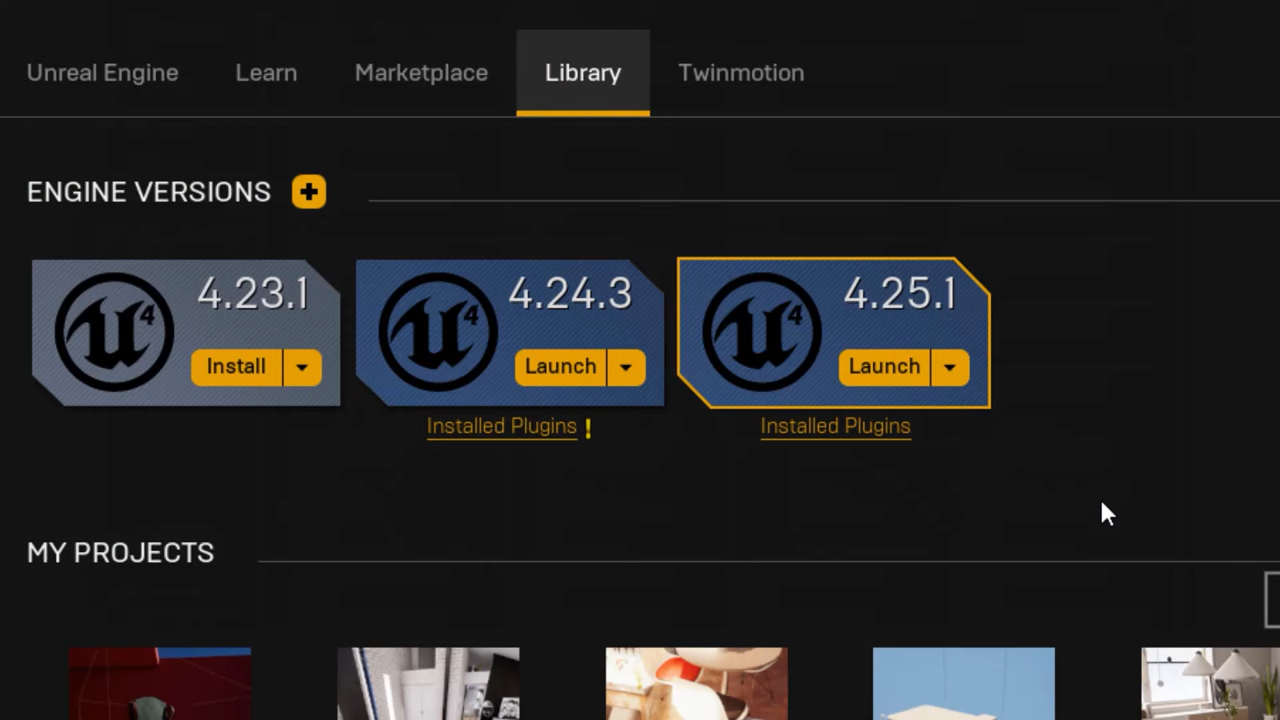 Unreal Engine Learn Marketplace Library Twinmotion
ENGINE VERSIONS
4.23.1 4.24.3 4.25.1
Install Launch Launch
Installed Plugins ! Installed Plugins
MY PROJECTS